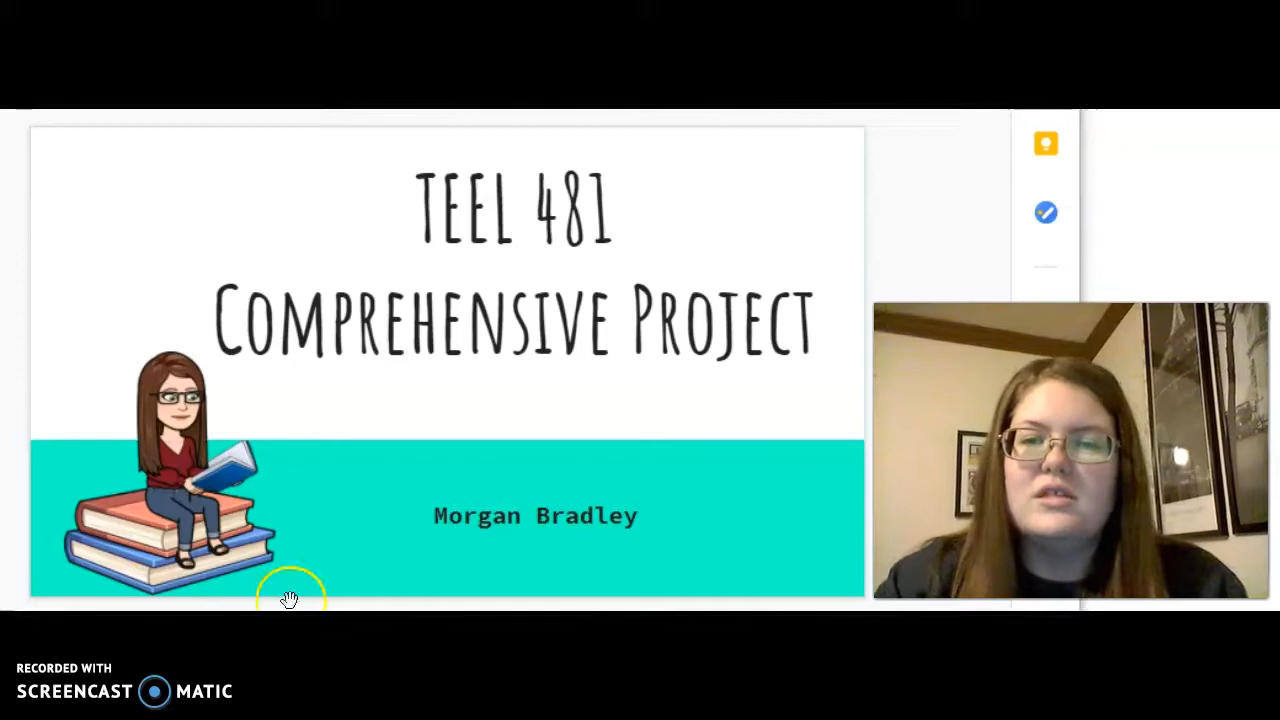 TEEL 481
COMPREHENSIVE PROJECT
Morgan Bradley
RECORDED WITH
SCREENCAST MATIC